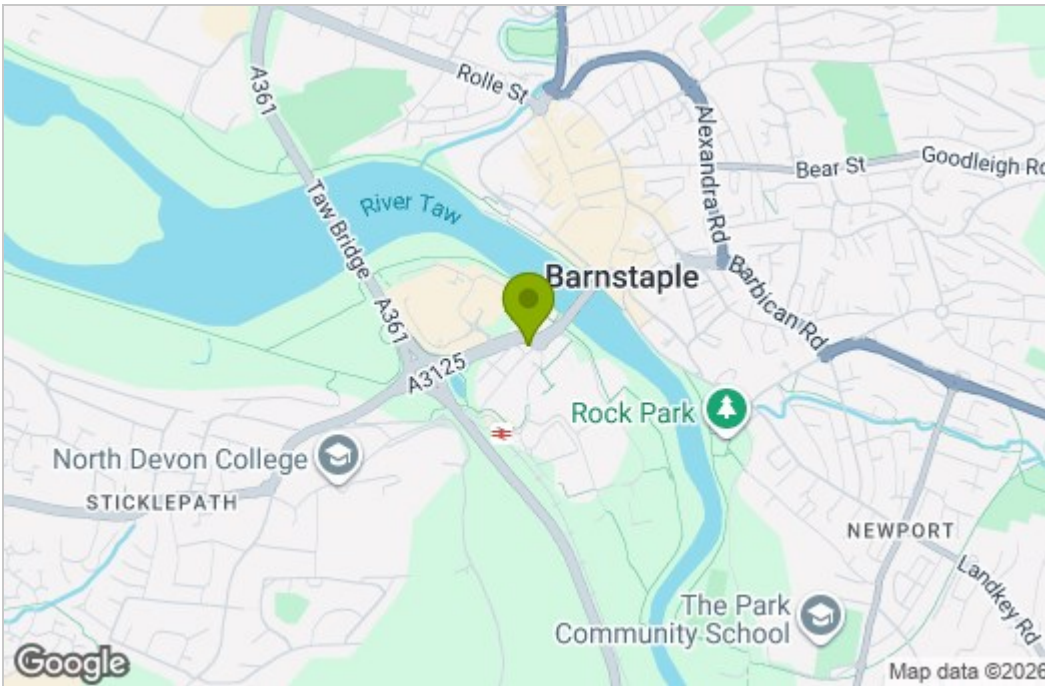 A361
Rolle St
Alexandra Rd
Bear St
Goodleigh Rd
River Taw
Taw Bridge
A361
Barnstaple
Barbican Rd
A3125
Rock Park
North Devon College
STICKLEPATH
NEWPORT
Landkey Rd
The Park
Community School
Google
Map data ©2026